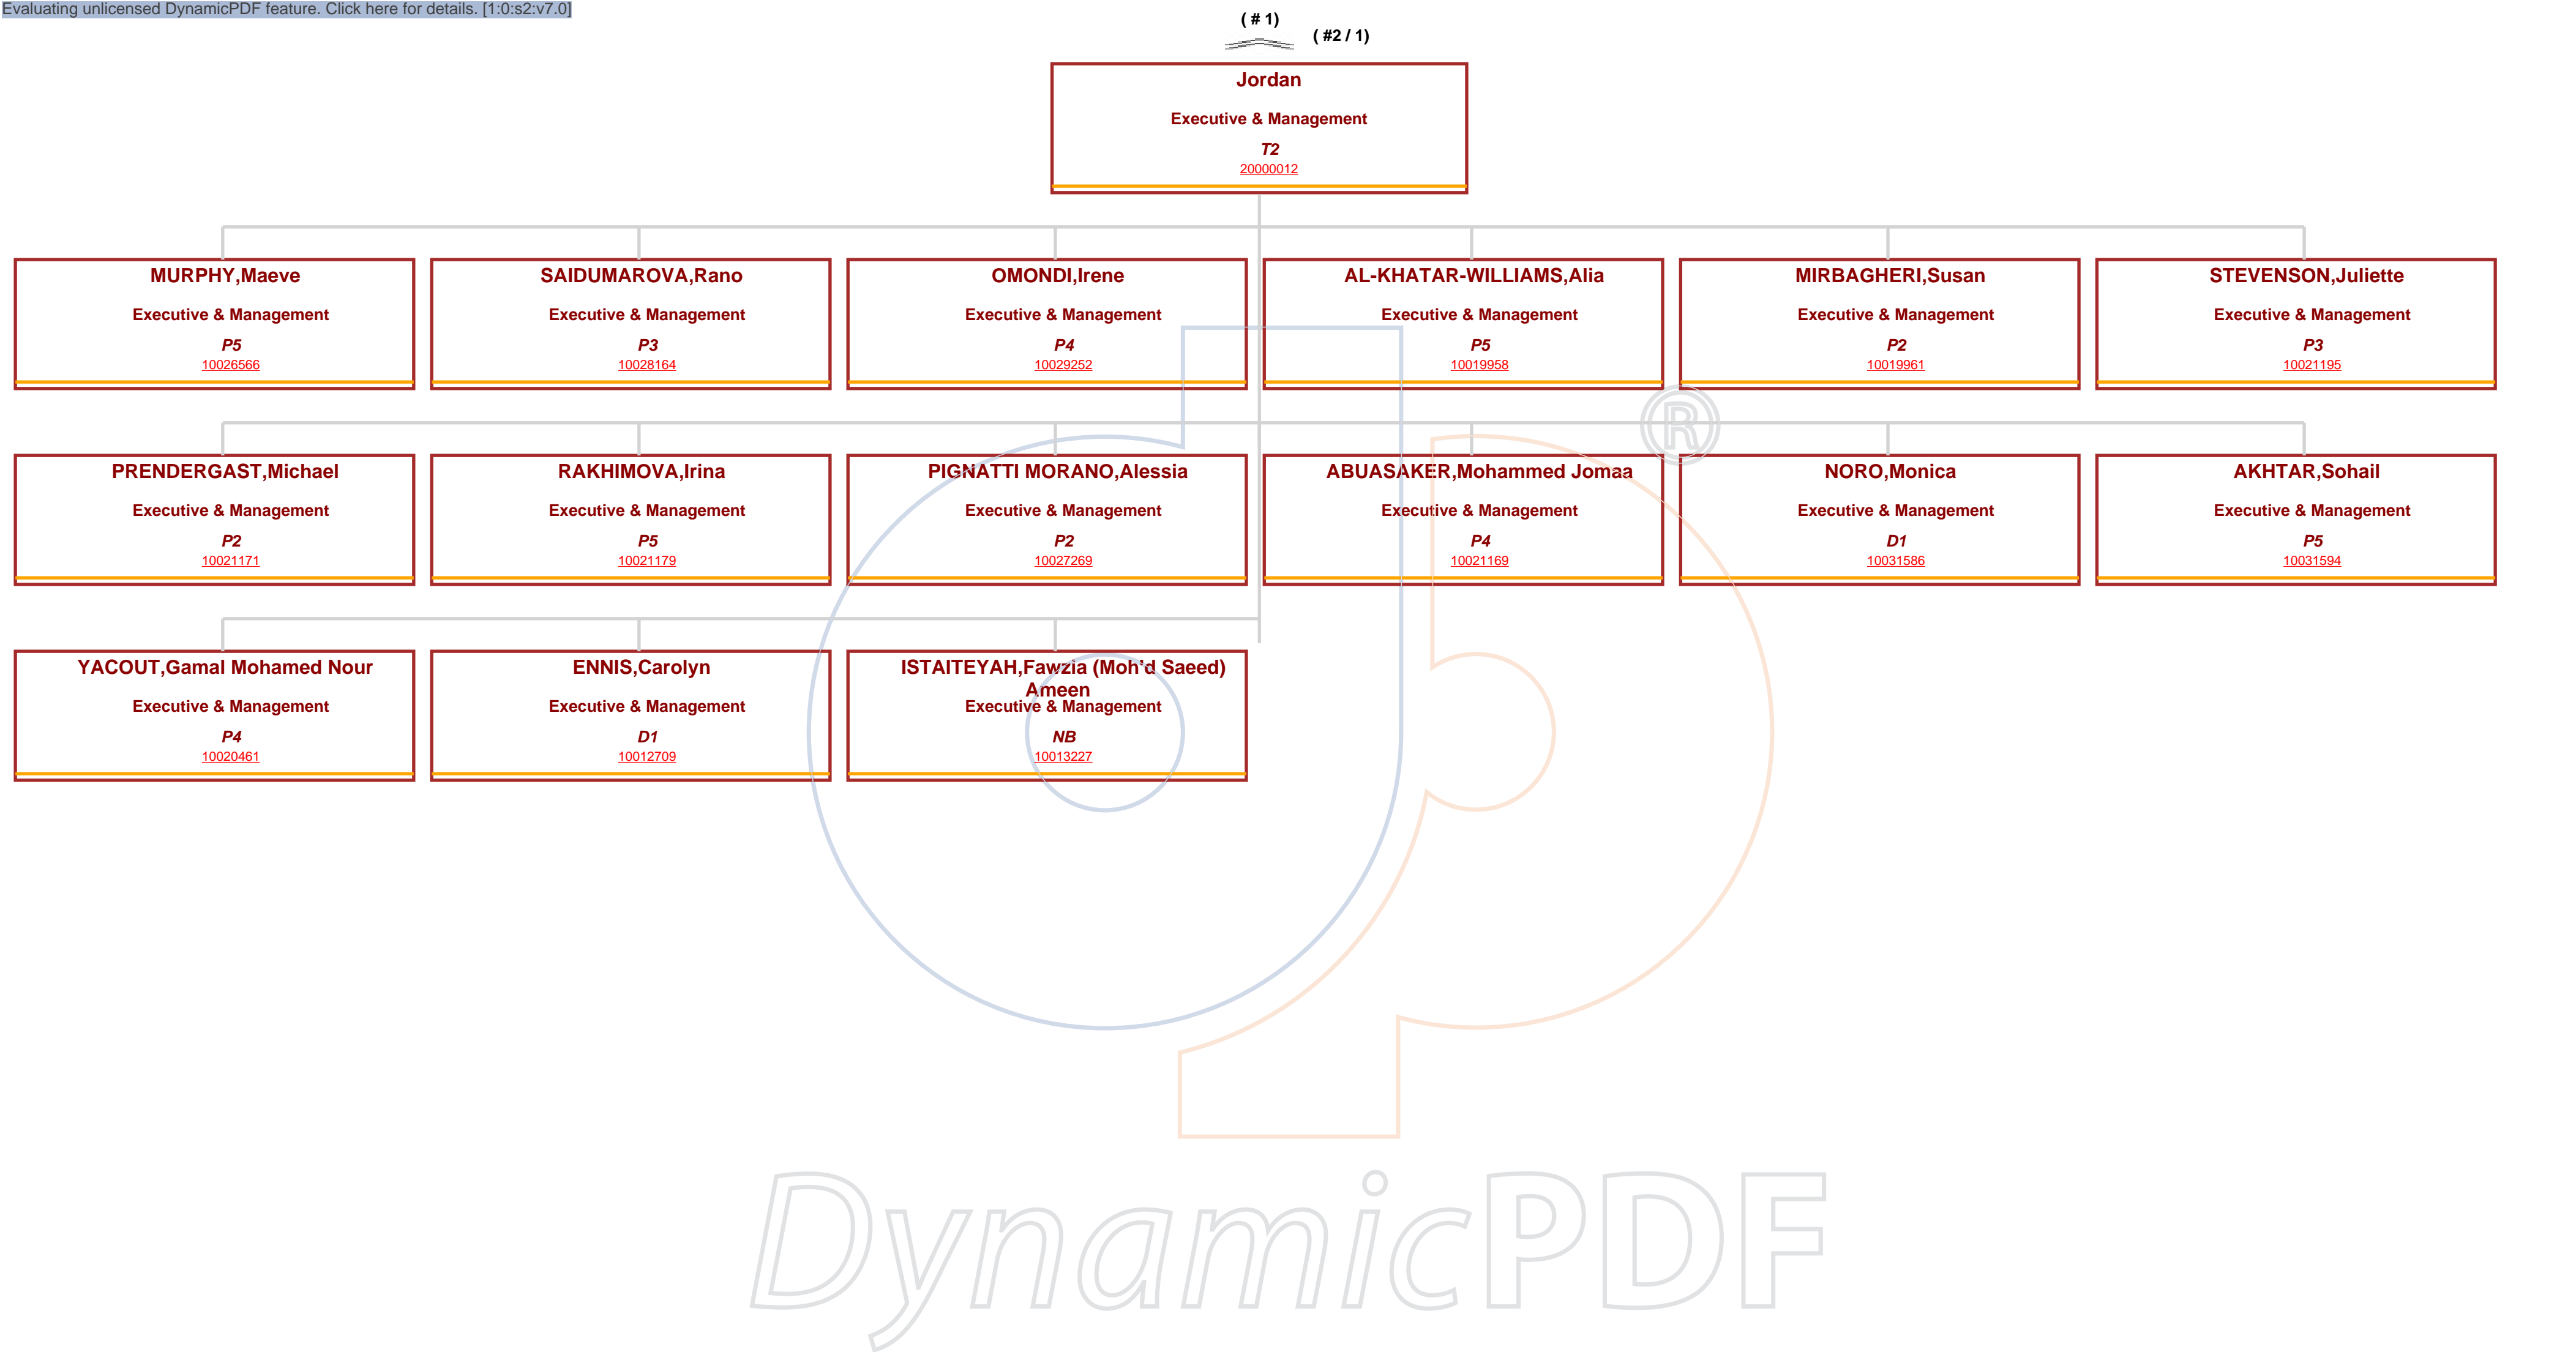 Evaluating unlicensed DynamicPDF feature. Click here for details. [1:0:s2:v7.0]
( # 1)
( #2 / 1)
Jordan
Executive & Management
T2
20000012
MURPHY,Maeve
Executive & Management
P5
10026566
SAIDUMAROVA,Rano
Executive & Management
P3
10028164
OMONDI,Irene
Executive & Management
P4
10029252
AL-KHATAR-WILLIAMS,Alia
Executive & Management
P5
10019958
MIRBAGHERI,Susan
Executive & Management
P2
10019961
STEVENSON,Juliette
Executive & Management
P3
10021195
PRENDERGAST,Michael
Executive & Management
P2
10021171
RAKHIMOVA,Irina
Executive & Management
P5
10021179
PIGNATTI MORANO,Alessia
Executive & Management
P2
10027269
ABUASAKER,Mohammed Jomaa
Executive & Management
P4
10021169
NORO,Monica
Executive & Management
D1
10031586
AKHTAR,Sohail
Executive & Management
P5
10031594
YACOUT,Gamal Mohamed Nour
Executive & Management
P4
10020461
ENNIS,Carolyn
Executive & Management
D1
10012709
ISTAITEYAH,Fawzia (Moh'd Saeed)
Ameen
Executive & Management
NB
10013227
®
DynamicPDF